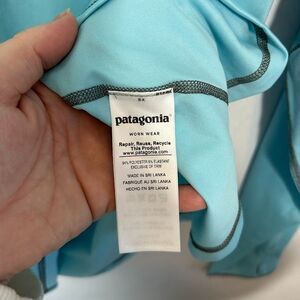 patagonia
WORN WEAR
Repair, Reuse, Recycle
This Product
www.patagonia.com
EXCLUSIVE OF TRIM
MADE IN SRI LANKA
FABRIQUÉ AU SRI LANKA
HECHO EN SRI LANKA